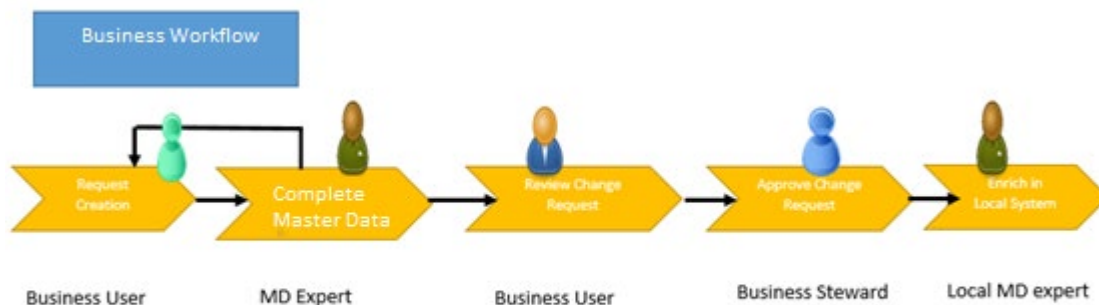 Business Workflow
Request
Creation
Complete
Master Data
Review Change
Request
Approve Change
Request
Enrich in
Local System
Business User
MD Expert
Business User
Business Steward
Local MD expert